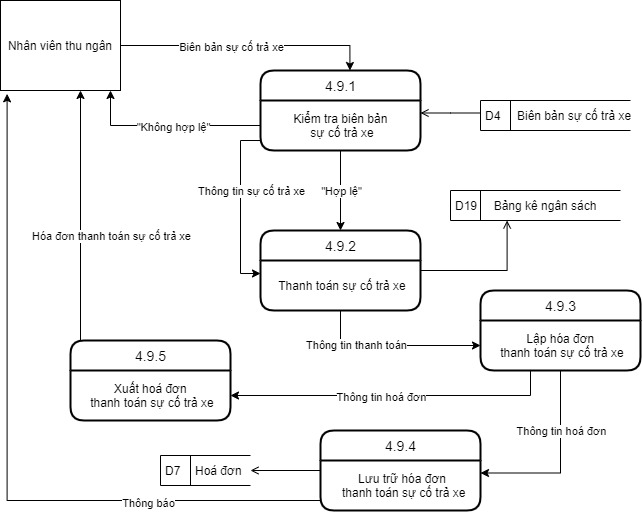 Nhân viên thu ngân
Biên bản sự cố trả xe
4.9.1
Kiểm tra biên bản
sự cố trả xe
D4
Biên bản sự cố trả xe
"Không hợp lệ"
Thông tin sự cố trả xe
"Hợp lệ"
D19
Bảng kê ngân sách
Hóa đơn thanh toán sự cố trả xe
4.9.2
Thanh toán sự cố trả xe
4.9.3
Lập hóa đơn
thanh toán sự cố trả xe
Thông tin thanh toán
4.9.5
Xuất hoá đơn
thanh toán sự cố trả xe
Thông tin hoá đơn
Thông tin hoá đơn
4.9.4
Lưu trữ hóa đơn
thanh toán sự cố trả xe
D7
Hoá đơn
Thông báo